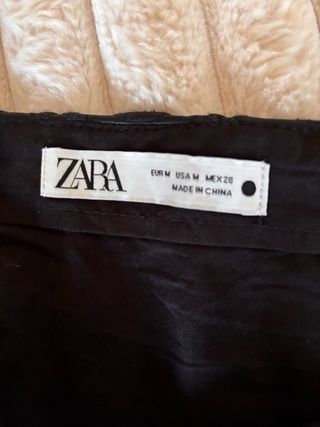 ZARA
EUR M USA M MEX 28
MADE IN CHINA